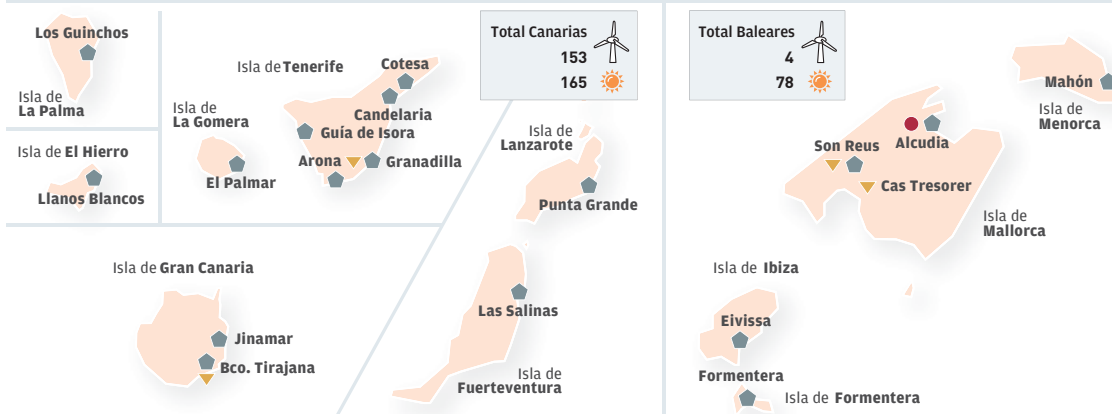 Los Guinchos
Isla de
La Palma
Isla de El Hierro
Llanos Blancos
Isla de Tenerife
Cotesa
Candelaria
Guía de Isora
Arona
Granadilla
Isla de
La Gomera
El Palmar
Total Canarias
153
165
Isla de
Lanzarote
Punta Grande
Isla de Gran Canaria
Jinamar
Bco. Tirajana
Las Salinas
Isla de
Fuerteventura
Total Baleares
4
78
Mahón
Isla de
Menorca
Alcudia
Son Reus
Cas Tresorer
Isla de
Mallorca
Isla de Ibiza
Eivissa
Formentera
Isla de Formentera